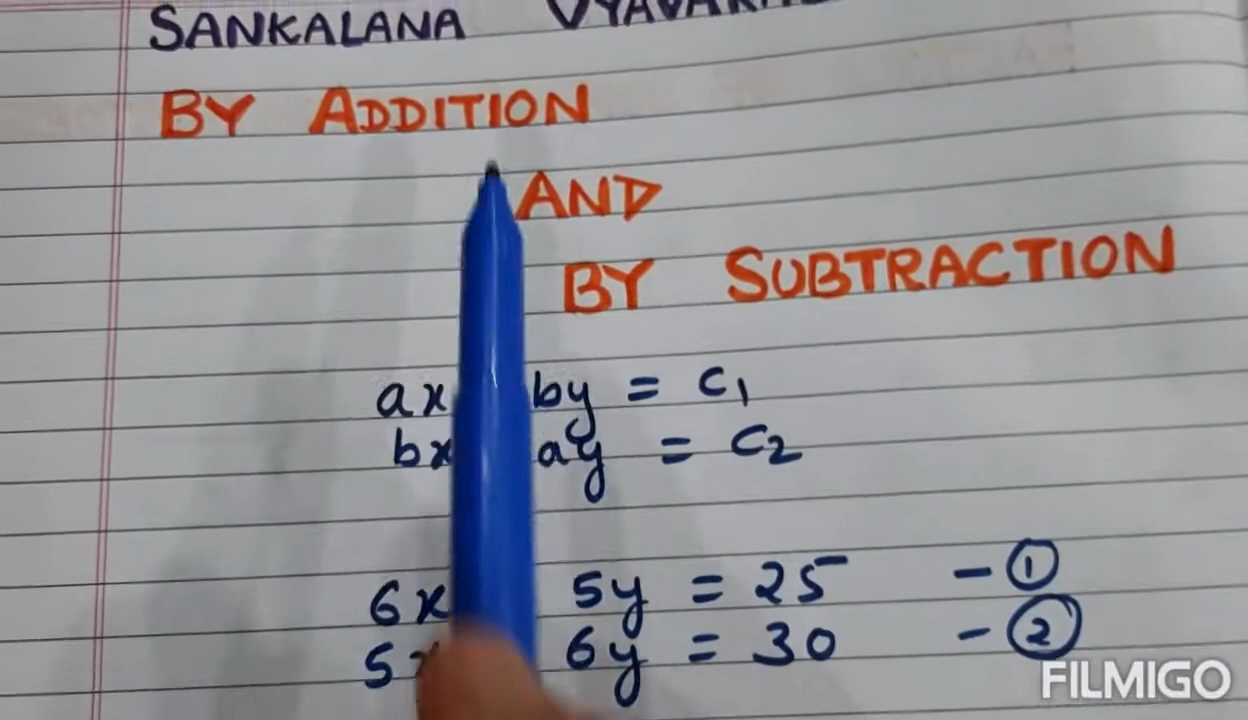 SANKALANA
BY ADDITION
AND
BY SUBTRACTION
ax by = c₁
bx ay = c₂
6x 5y = 25 - ①
5x 6y = 30 - ②
FILMIGO